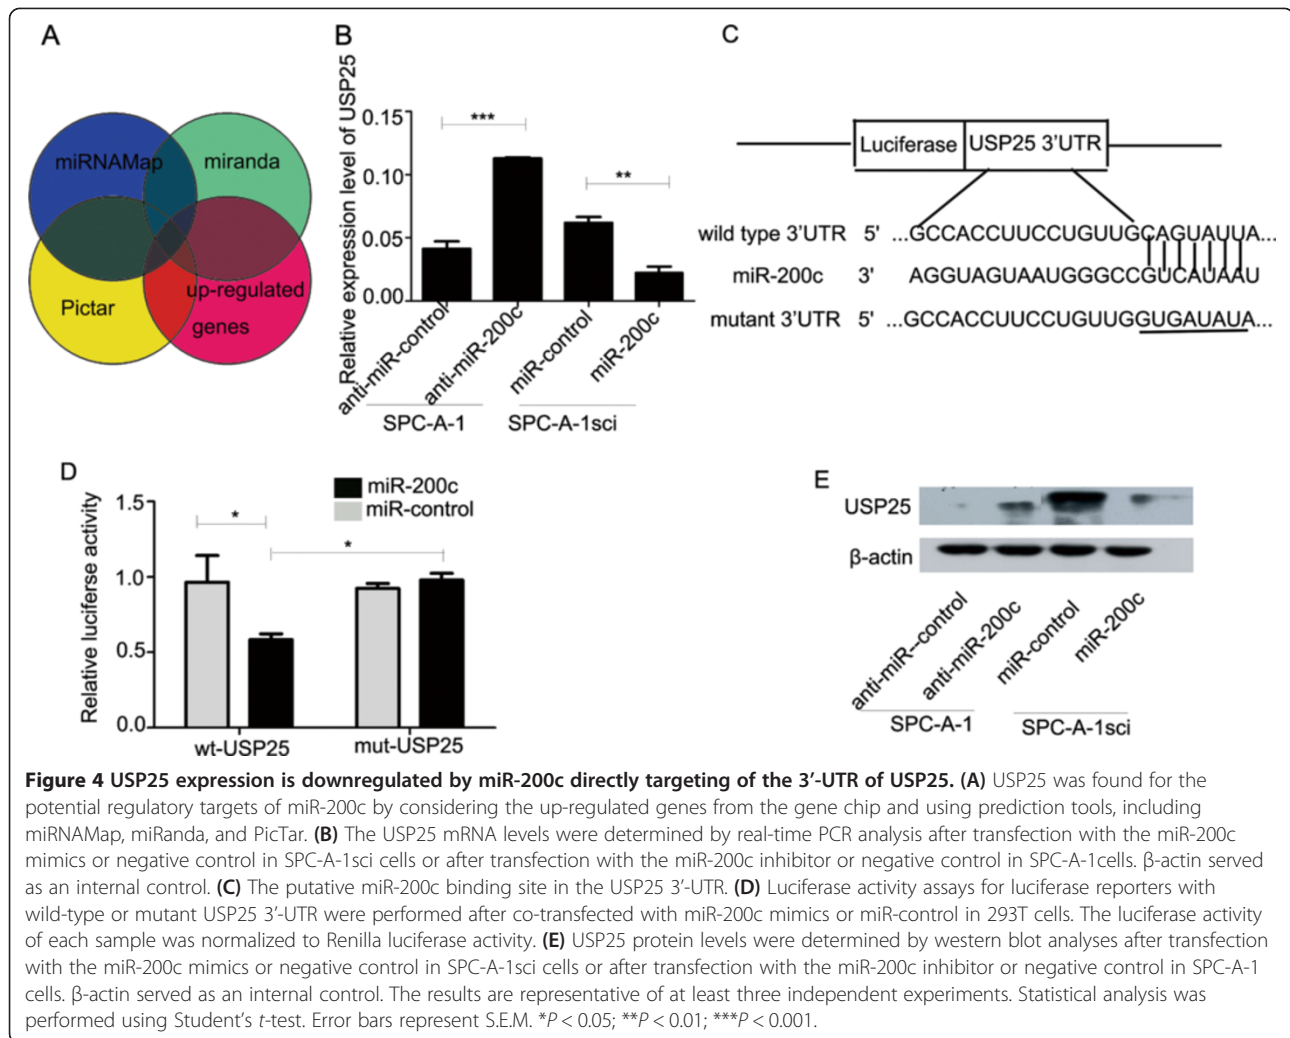 A
miRNAMap
miranda
Pictar
up-regulated
genes
B
Relative expression level of USP25
0.15
0.10
0.05
0.00
***
**
anti-miR-control
anti-miR-200c
miR-control
miR-200c
SPC-A-1
SPC-A-1sci
C
Luciferase
USP25 3'UTR
wild type 3'UTR 5' ...GCCACCUUCCUGUUGCAGUAUUA...
miR-200c 3' AGGUAGUAAUGGGCCGUCAUAAU
mutant 3'UTR 5' ...GCCACCUUCCUGUUGGUGAUAUA...
D
Relative luciferse activity
1.5
1.0
0.5
0.0
miR-200c
miR-control
*
*
wt-USP25
mut-USP25
E
USP25
β-actin
anti-miR--control
anti-miR-200c
miR-control
miR-200c
SPC-A-1
SPC-A-1sci
Figure 4 USP25 expression is downregulated by miR-200c directly targeting of the 3'-UTR of USP25. (A) USP25 was found for the
potential regulatory targets of miR-200c by considering the up-regulated genes from the gene chip and using prediction tools, including
miRNAMap, miRanda, and PicTar. (B) The USP25 mRNA levels were determined by real-time PCR analysis after transfection with the miR-200c
mimics or negative control in SPC-A-1sci cells or after transfection with the miR-200c inhibitor or negative control in SPC-A-1cells. β-actin served
as an internal control. (C) The putative miR-200c binding site in the USP25 3'-UTR. (D) Luciferase activity assays for luciferase reporters with
wild-type or mutant USP25 3'-UTR were performed after co-transfected with miR-200c mimics or miR-control in 293T cells. The luciferase activity
of each sample was normalized to Renilla luciferase activity. (E) USP25 protein levels were determined by western blot analyses after transfection
with the miR-200c mimics or negative control in SPC-A-1sci cells or after transfection with the miR-200c inhibitor or negative control in SPC-A-1
cells. β-actin served as an internal control. The results are representative of at least three independent experiments. Statistical analysis was
performed using Student's t-test. Error bars represent S.E.M. *P < 0.05; **P < 0.01; ***P < 0.001.